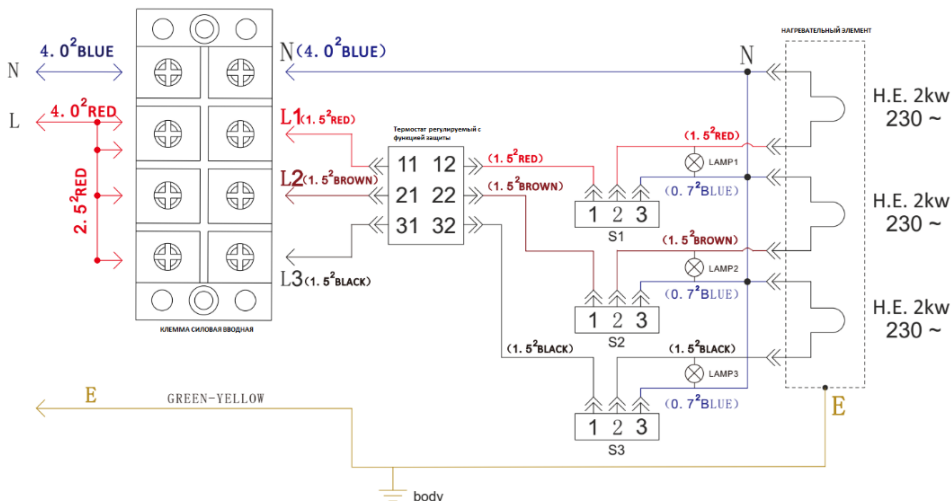 НАГРЕВАТЕЛЬНЫЙ ЭЛЕМЕНТ
N
4.0²BLUE
N(4.0²BLUE)
N
H.E. 2kw
230 ~
L
4.0²RED
2.5²RED
L1(1.5²RED)
Термостат регулируемый с
функцией защиты
11 12
21 22
31 32
(1.5²RED)
(1.5²RED)
LAMP1
(0.7²BLUE)
1 2 3
S1
L2(1.5²BROWN)
(1.5²BROWN)
(1.5²BROWN)
LAMP2
(0.7²BLUE)
1 2 3
S2
H.E. 2kw
230 ~
L3(1.5²BLACK)
(1.5²BLACK)
(1.5²BLACK)
LAMP3
(0.7²BLUE)
1 2 3
S3
H.E. 2kw
230 ~
КЛЕММА СИЛОВАЯ ВВОДНАЯ
E
GREEN-YELLOW
E
body